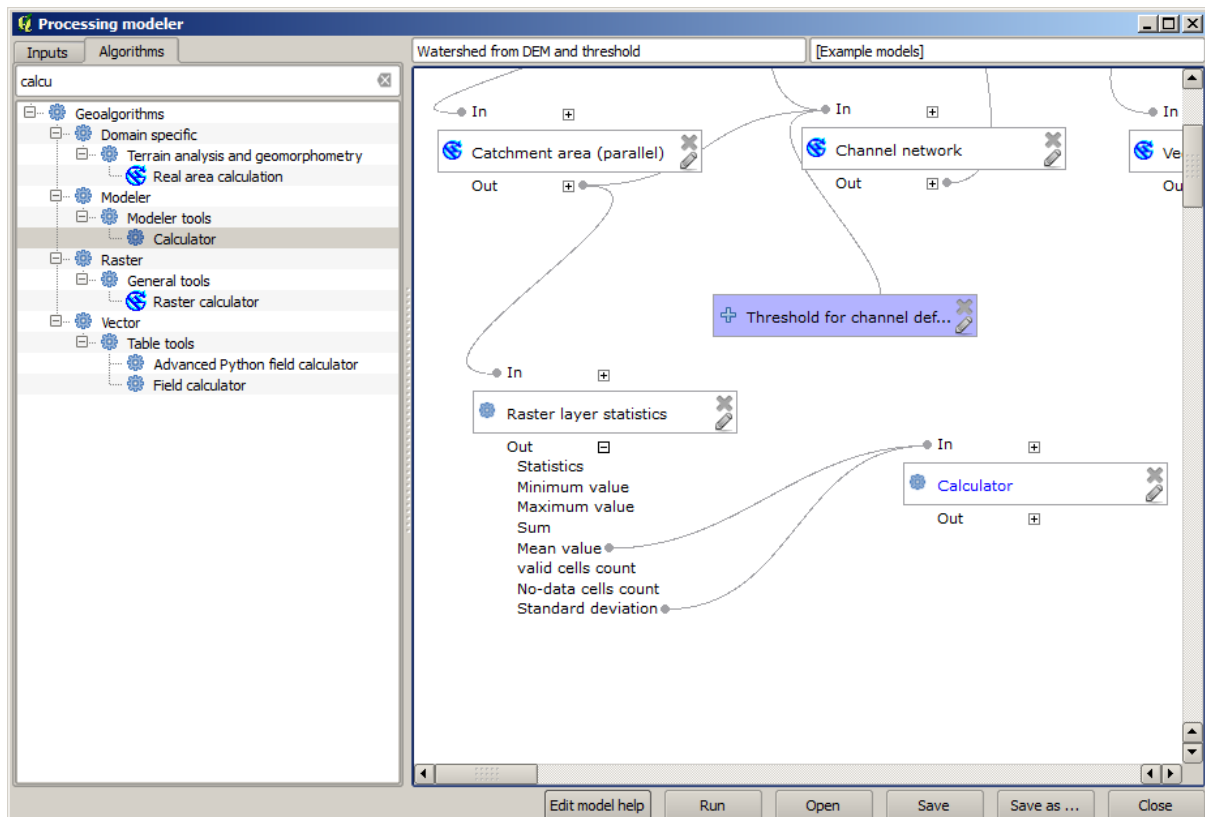 Processing modeler
Inputs
Algorithms
Watershed from DEM and threshold
[Example models]
calcu
Geoalgorithms
Domain specific
Terrain analysis and geomorphometry
Real area calculation
Modeler
Modeler tools
Calculator
Raster
General tools
Raster calculator
Vector
Table tools
Advanced Python field calculator
Field calculator
In
Catchment area (parallel)
Out
In
Channel network
Out
In
Ve
Ou
Threshold for channel def...
In
Raster layer statistics
Out
Statistics
Minimum value
Maximum value
Sum
Mean value
valid cells count
No-data cells count
Standard deviation
In
Calculator
Out
Edit model help
Run
Open
Save
Save as ...
Close